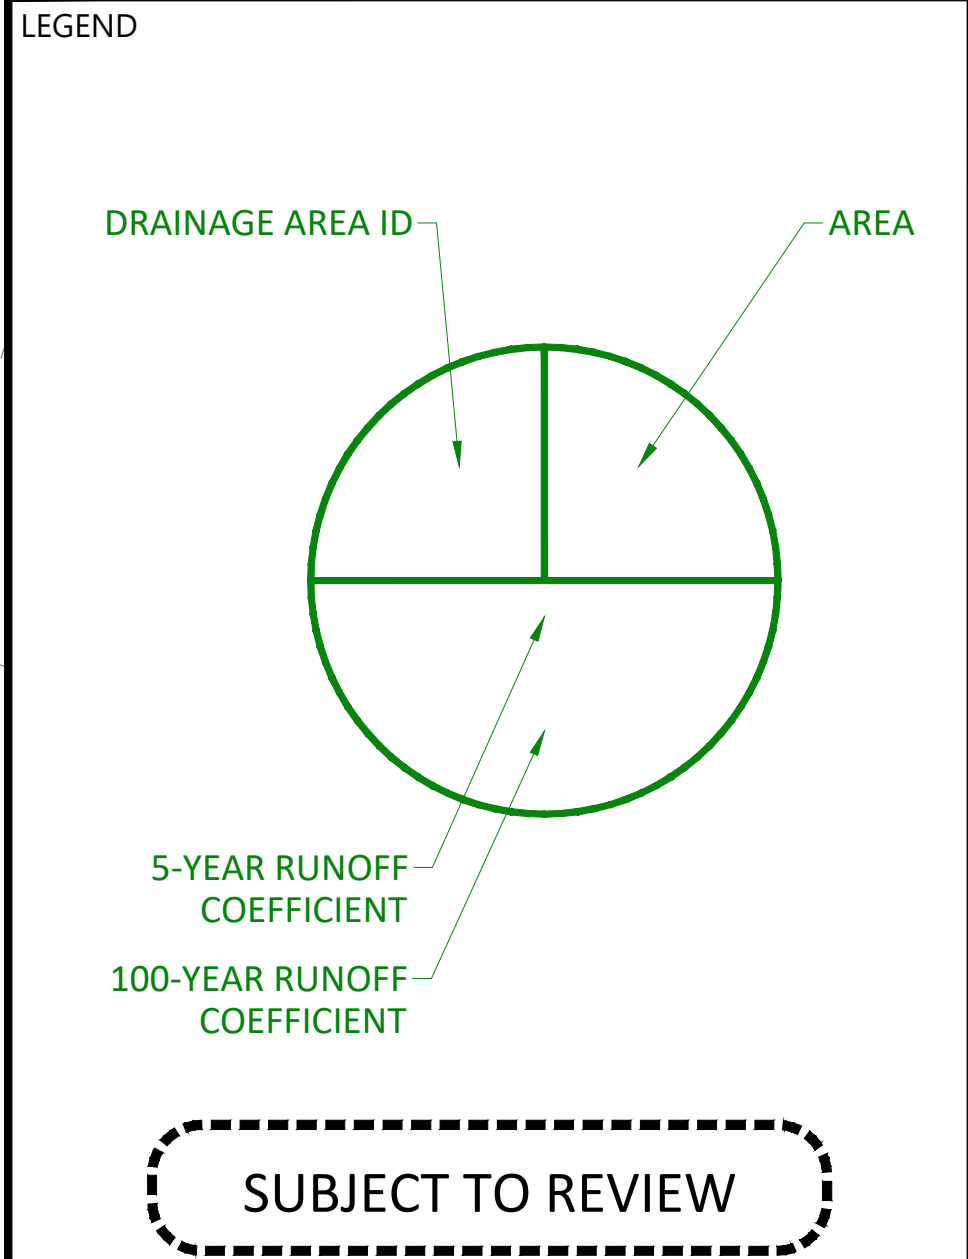 LEGEND
DRAINAGE AREA ID
AREA
5-YEAR RUNOFF
COEFFICIENT
100-YEAR RUNOFF
COEFFICIENT
SUBJECT TO REVIEW